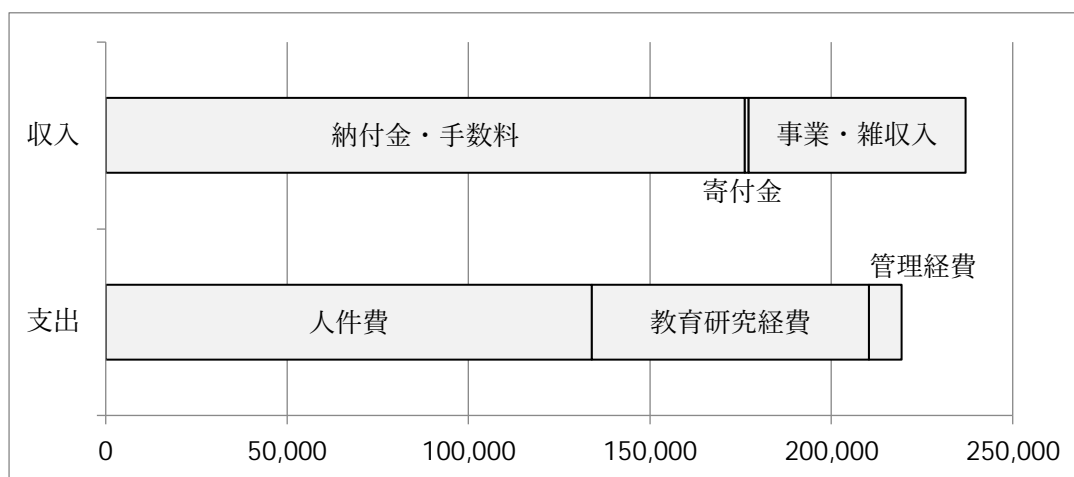 収入
納付金・手数料
事業・雑収入
寄付金
管理経費
支出
人件費
教育研究経費
0
50,000
100,000
150,000
200,000
250,000